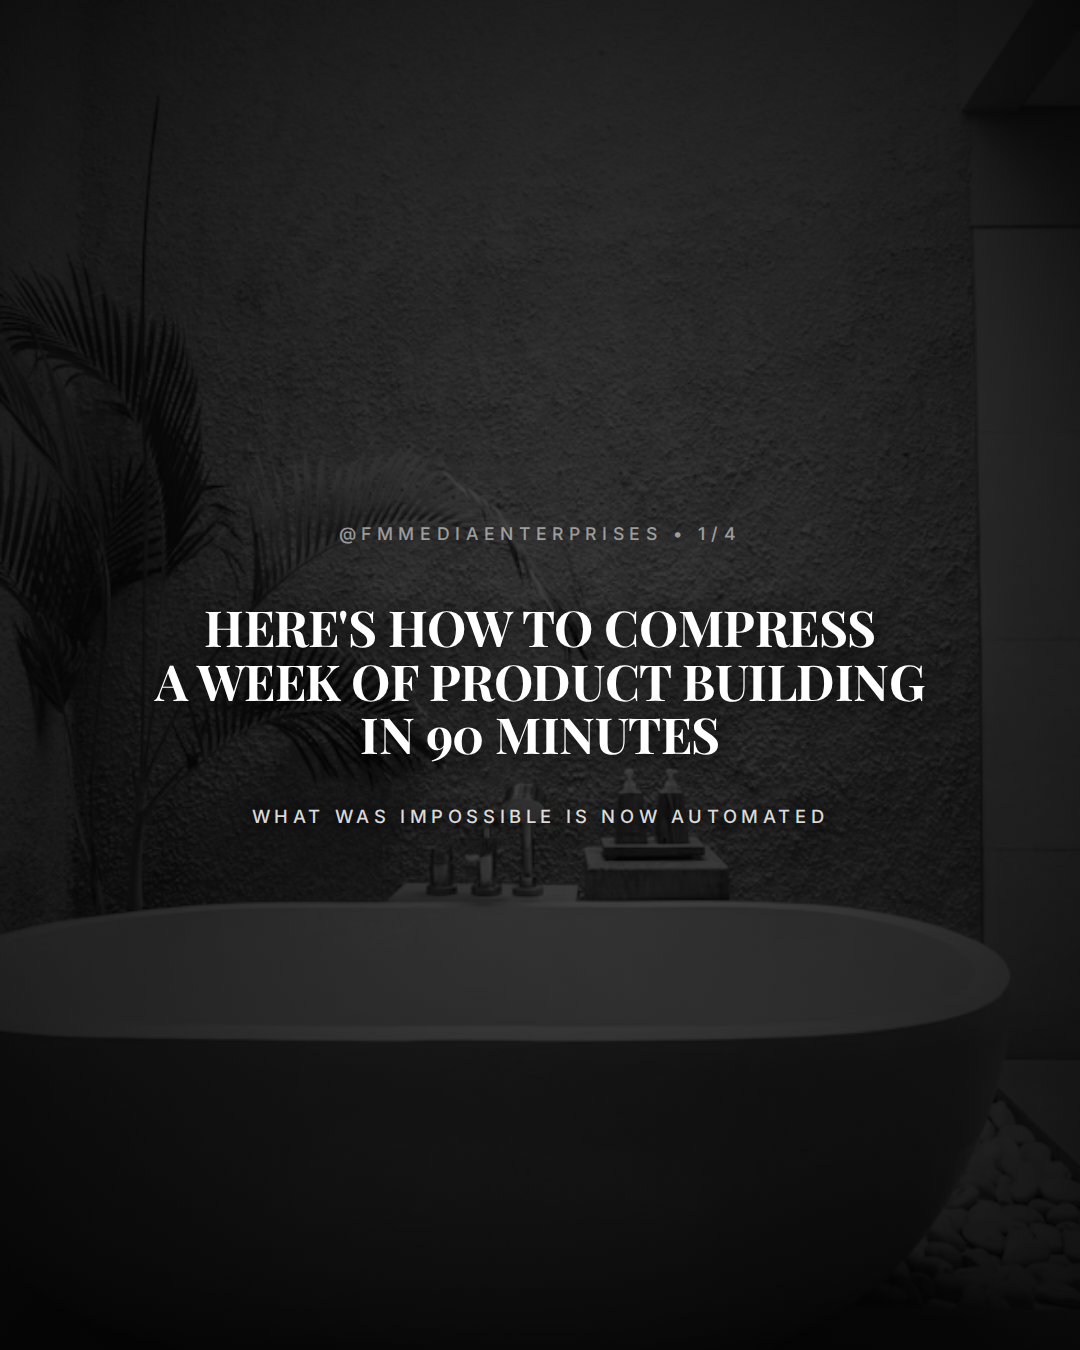 @FMMEDIAENTERPRISES • 1/4
HERE'S HOW TO COMPRESS
A WEEK OF PRODUCT BUILDING
IN 90 MINUTES
WHAT WAS IMPOSSIBLE IS NOW AUTOMATED